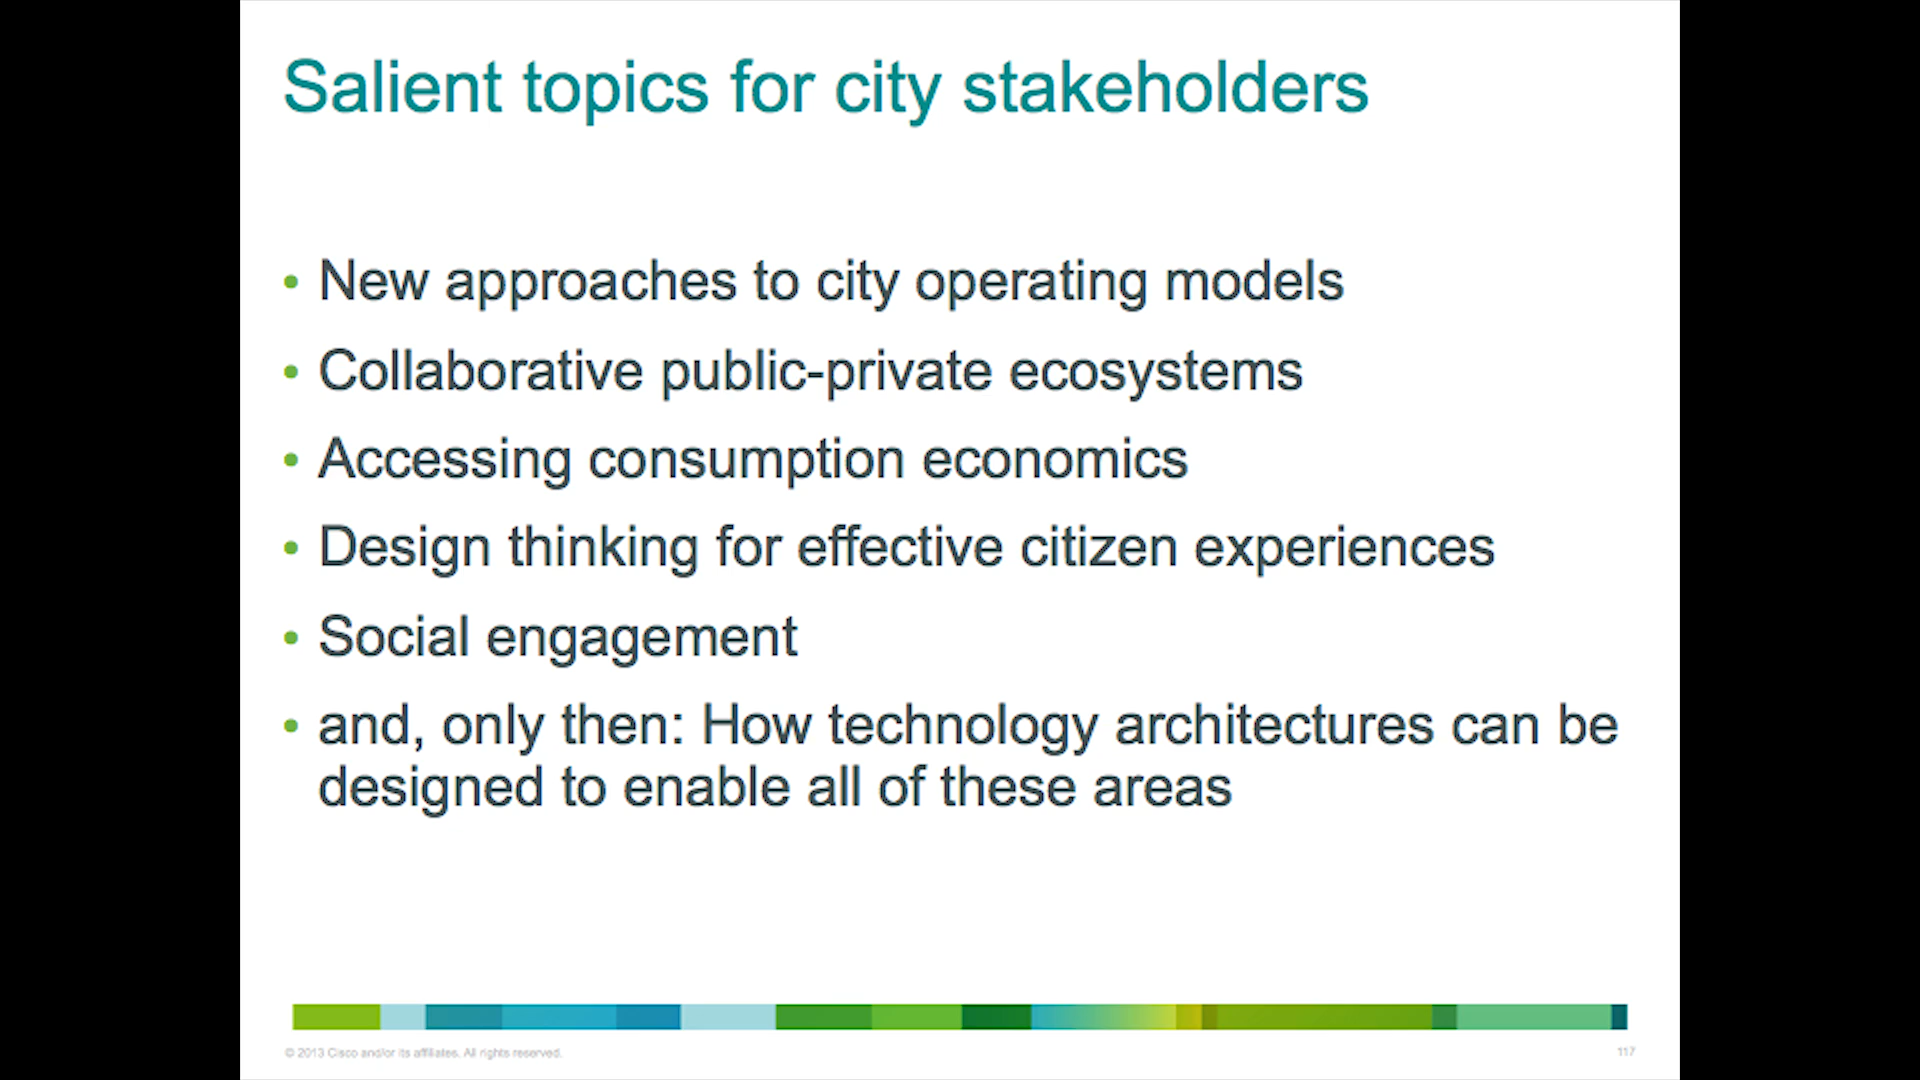 Salient topics for city stakeholders
• New approaches to city operating models
• Collaborative public-private ecosystems
• Accessing consumption economics
• Design thinking for effective citizen experiences
• Social engagement
• and, only then: How technology architectures can be
designed to enable all of these areas
© 2013 Cisco and/or its affiliates. All rights reserved.
117